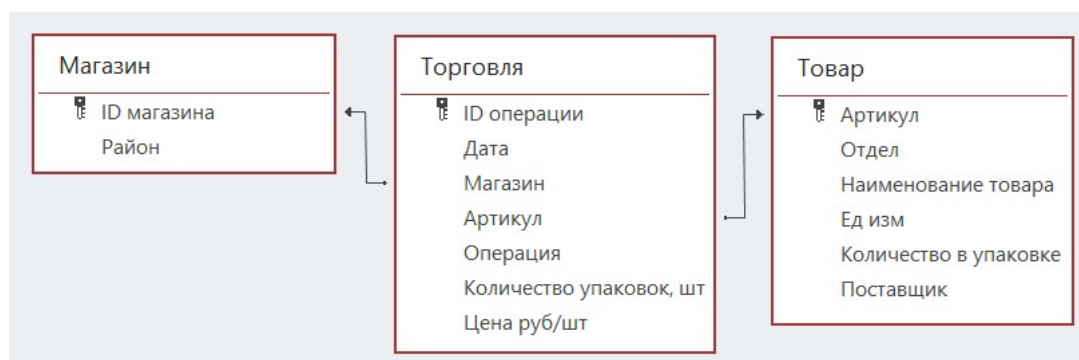 Магазин
ID магазина
Район
Торговля
ID операции
Дата
Магазин
Артикул
Операция
Количество упаковок, шт
Цена руб/шт
Товар
Артикул
Отдел
Наименование товара
Ед изм
Количество в упаковке
Поставщик